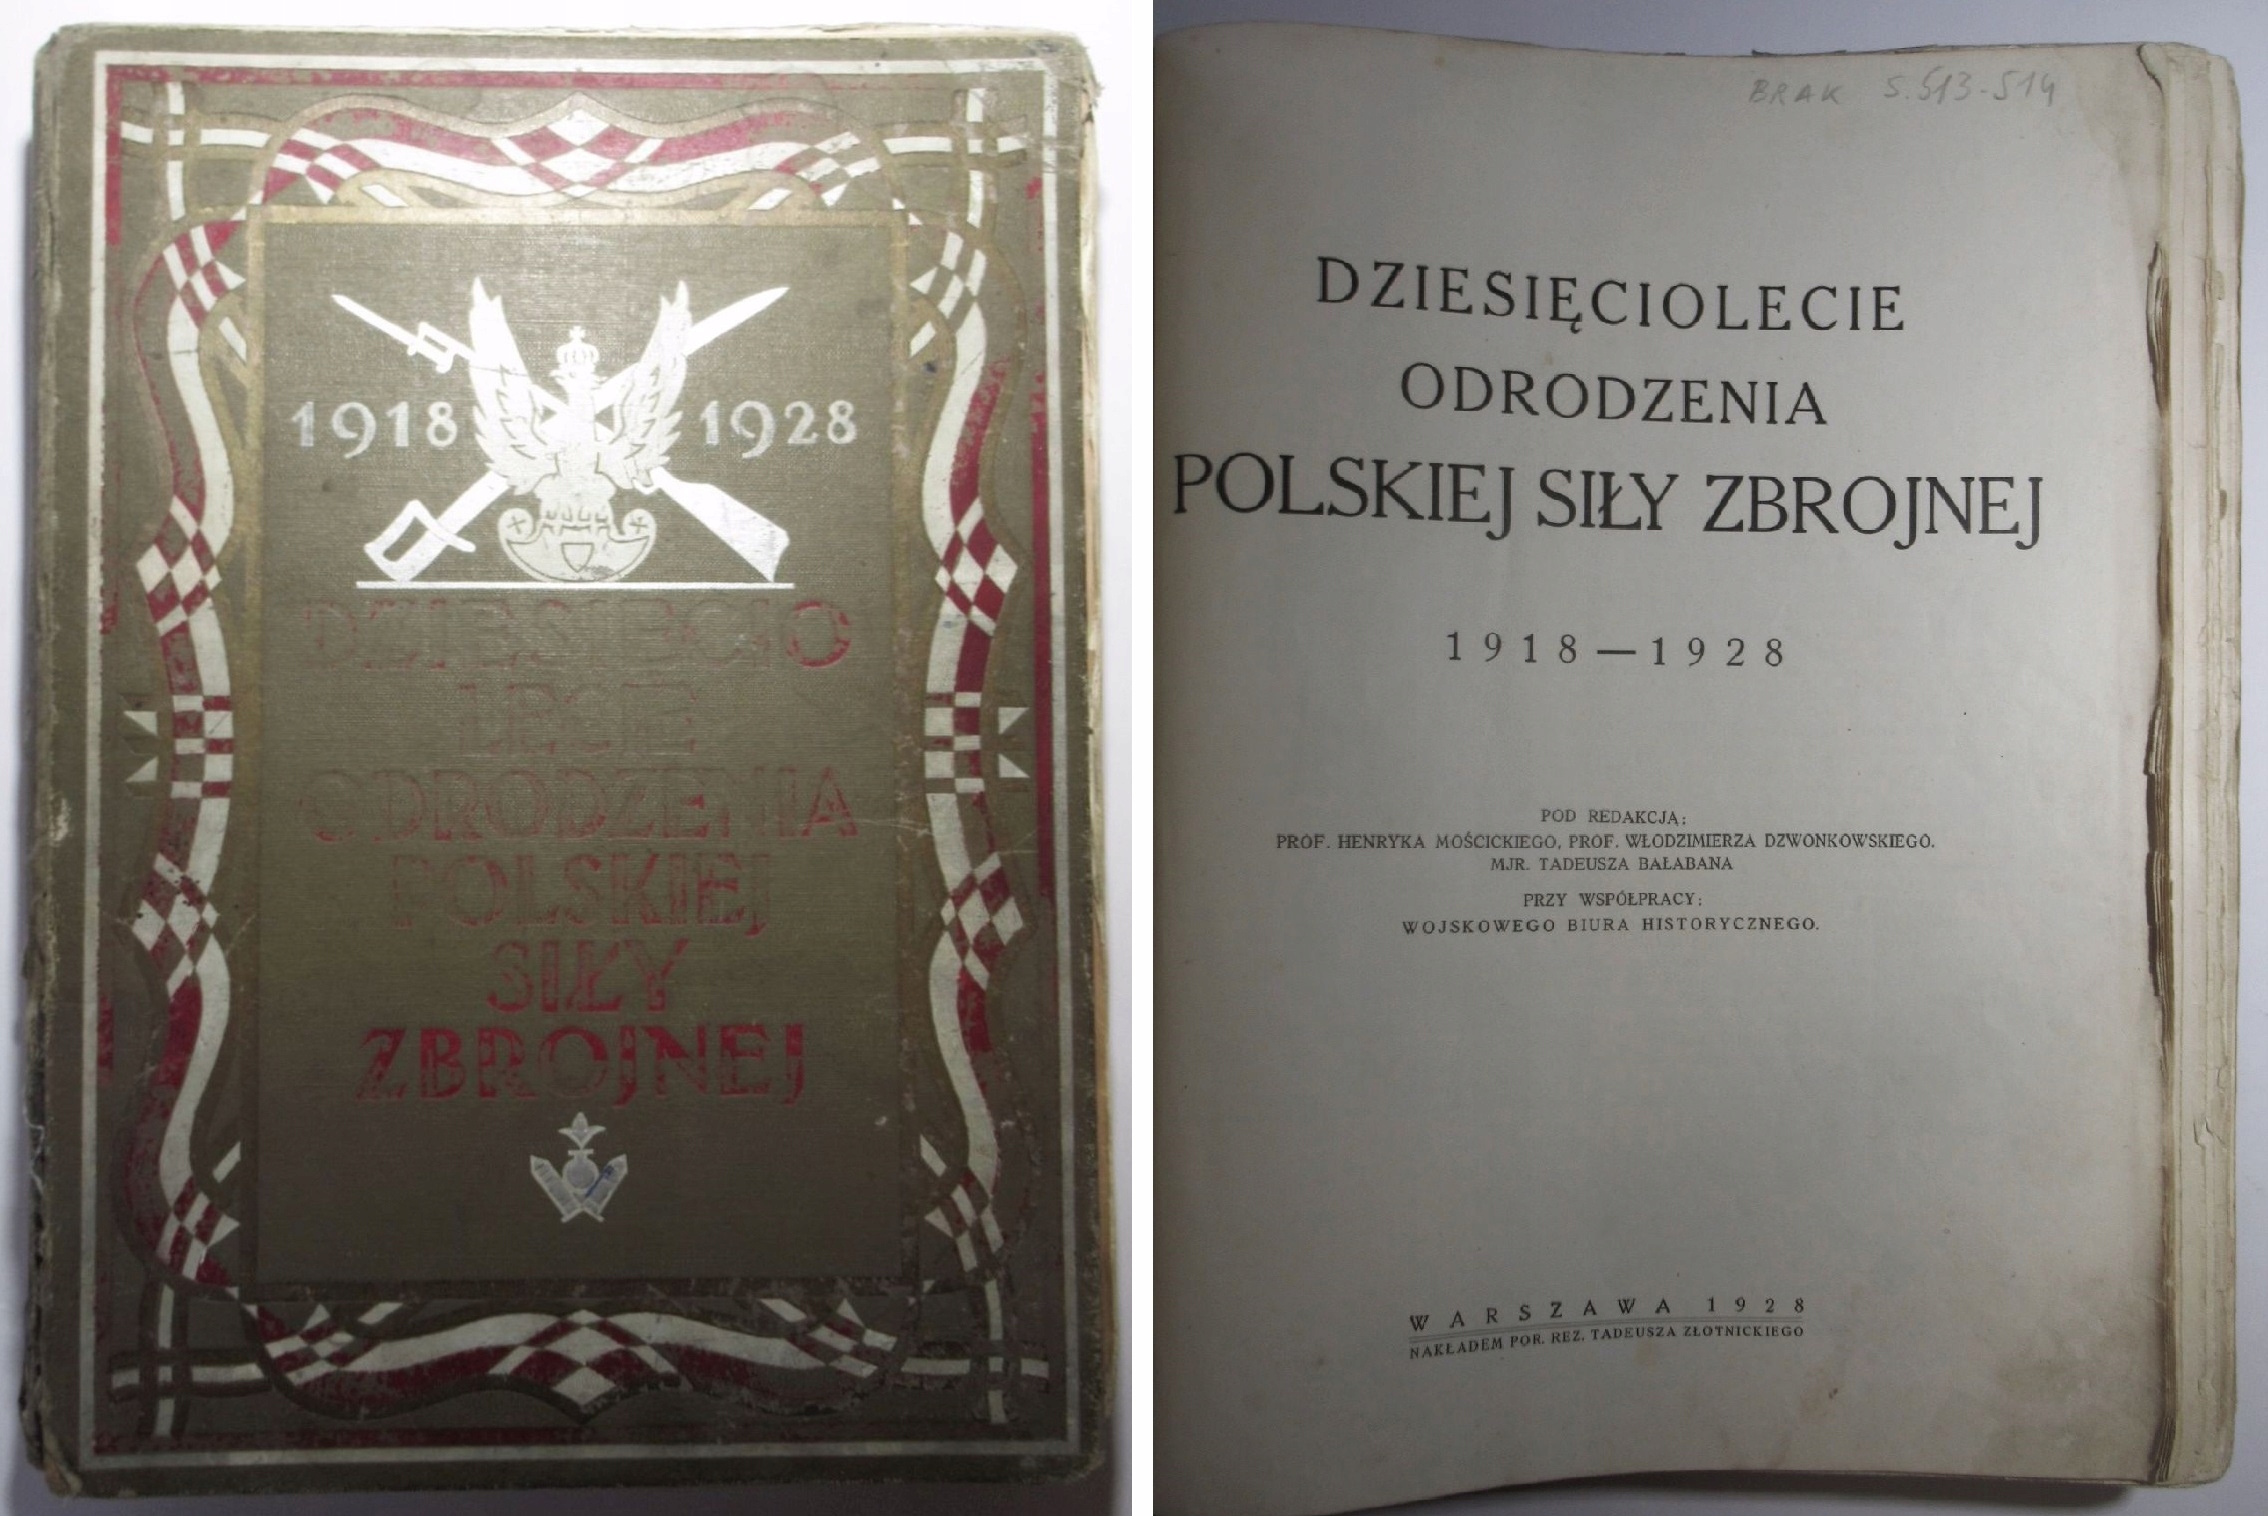 1918 1928
DZIESIĘCIO
LECIE
ODRODZENIA
POLSKIEJ
SIŁY
ZBROJNEJ
BRAK S. 513-514
DZIESIĘCIOLECIE
ODRODZENIA
POLSKIEJ SIŁY ZBROJNEJ
1918—1928
POD REDAKCJĄ:
PROF. HENRYKA MOŚCICKIEGO, PROF. WŁODZIMIERZA DZWONKOWSKIEGO.
MJR. TADEUSZA BAŁABANA
PRZY WSPÓŁPRACY:
WOJSKOWEGO BIURA HISTORYCZNEGO.
WARSZAWA 1928
NAKŁADEM POR. REZ. TADEUSZA ZŁOTNICKIEGO